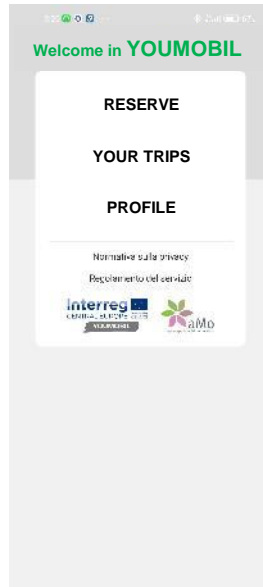 Welcome in YOUMOBIL
RESERVE
YOUR TRIPS
PROFILE
Normativa sulla privacy
Regolamento del servizio
Interreg
CENTRAL EUROPE
YOUMOBIL
aMo